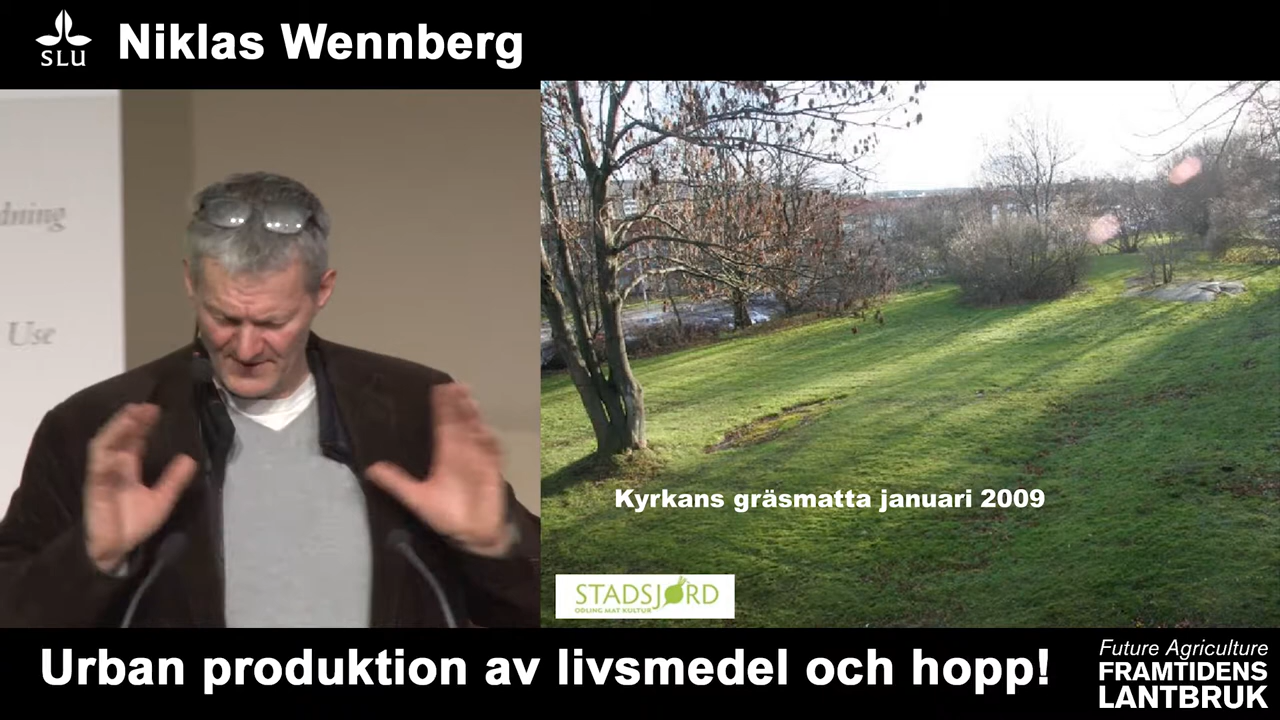 SLU
Niklas Wennberg
dning
Use
Kyrkans gräsmatta januari 2009
STADSJORD
ODLING MAT KULTUR
Urban produktion av livsmedel och hopp!
Future Agriculture
FRAMTIDENS
LANTBRUK